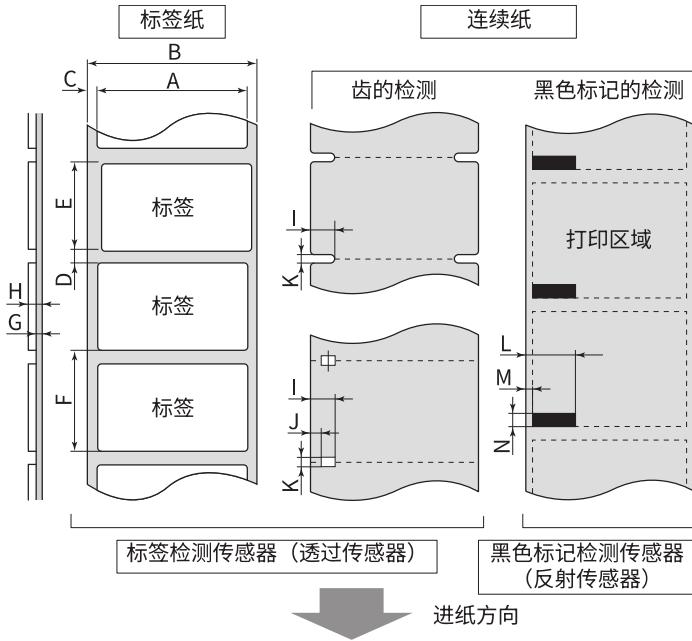 标签纸
连续纸
B
C
A
齿的检测
黑色标记的检测
E
标签
I
打印区域
D
K
H
标签
G
L
I
M
F
标签
J
N
K
标签检测传感器（透过传感器）
黑色标记检测传感器
（反射传感器）
进纸方向